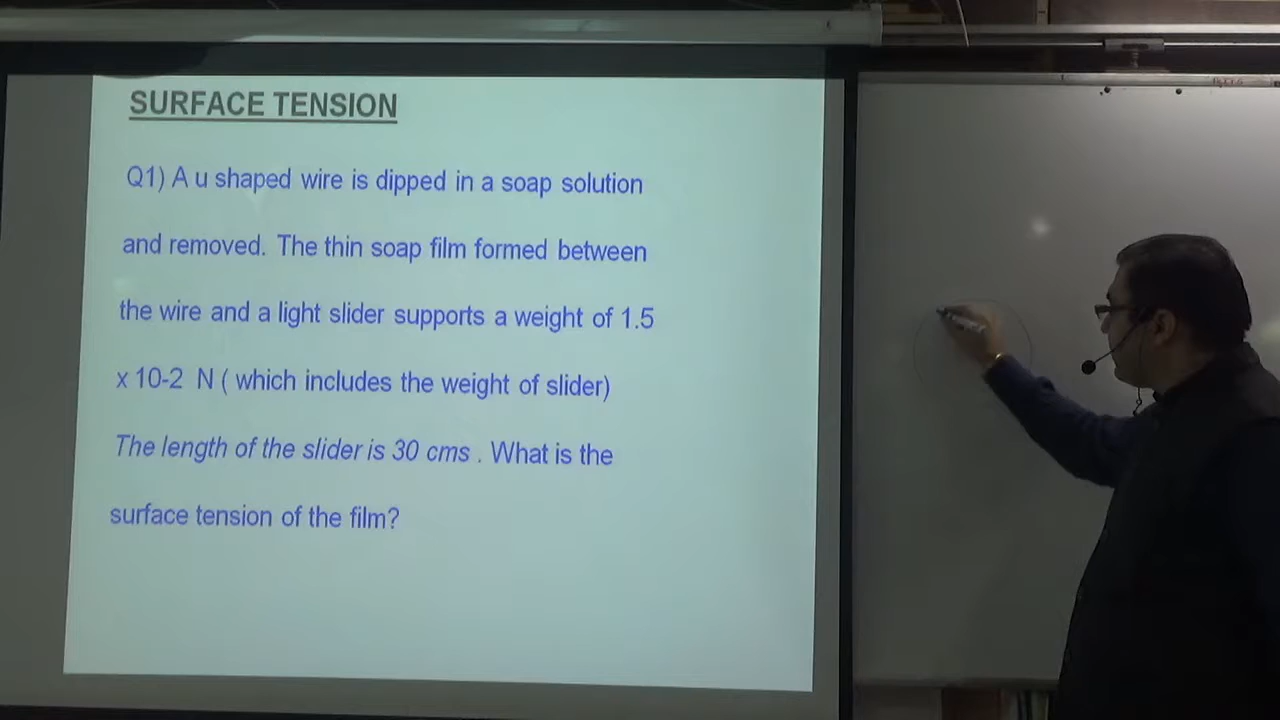 SURFACE TENSION
Q1) A u shaped wire is dipped in a soap solution
and removed. The thin soap film formed between
the wire and a light slider supports a weight of 1.5
x 10-2 N ( which includes the weight of slider)
The length of the slider is 30 cms . What is the
surface tension of the film?